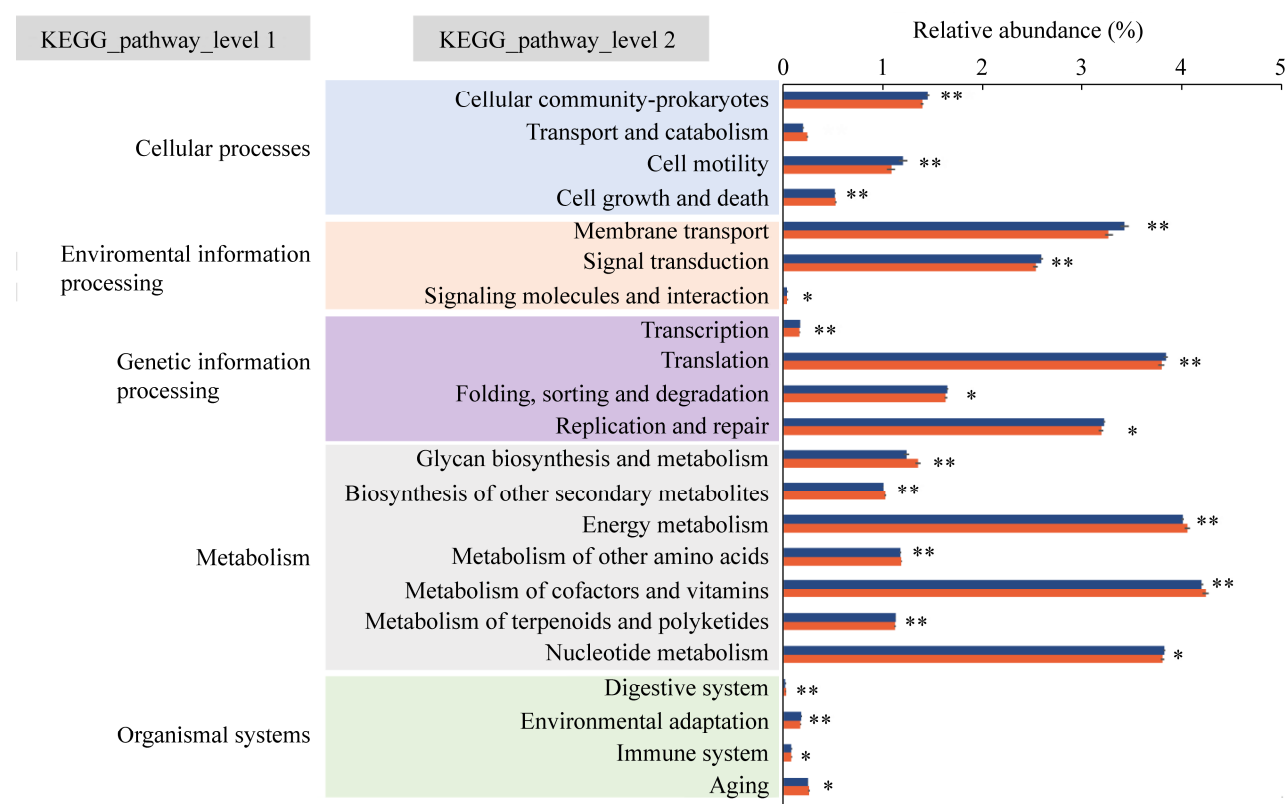 KEGG_pathway_level 1
KEGG_pathway_level 2
Relative abundance (%)
0 1 2 3 4 5
Cellular processes
Cellular community-prokaryotes **
Transport and catabolism
Cell motility **
Cell growth and death **
Enviromental information
processing
Membrane transport **
Signal transduction **
Signaling molecules and interaction *
Genetic information
processing
Transcription **
Translation **
Folding, sorting and degradation *
Replication and repair *
Metabolism
Glycan biosynthesis and metabolism **
Biosynthesis of other secondary metabolites **
Energy metabolism **
Metabolism of other amino acids **
Metabolism of cofactors and vitamins **
Metabolism of terpenoids and polyketides **
Nucleotide metabolism *
Organismal systems
Digestive system **
Environmental adaptation **
Immune system *
Aging *